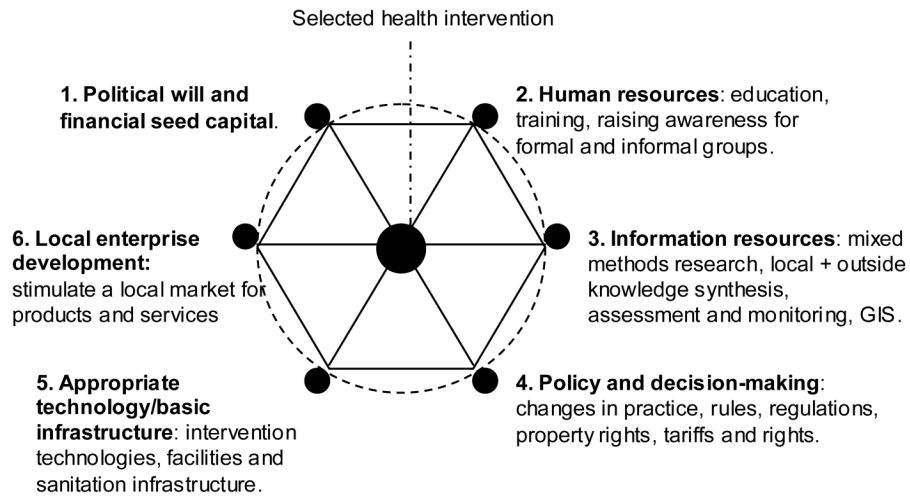 Selected health intervention
1. Political will and
financial seed capital.
2. Human resources: education,
training, raising awareness for
formal and informal groups.
6. Local enterprise
development:
stimulate a local market for
products and services
3. Information resources: mixed
methods research, local + outside
knowledge synthesis,
assessment and monitoring, GIS.
5. Appropriate
technology/basic
infrastructure: intervention
technologies, facilities and
sanitation infrastructure.
4. Policy and decision-making:
changes in practice, rules, regulations,
property rights, tariffs and rights.